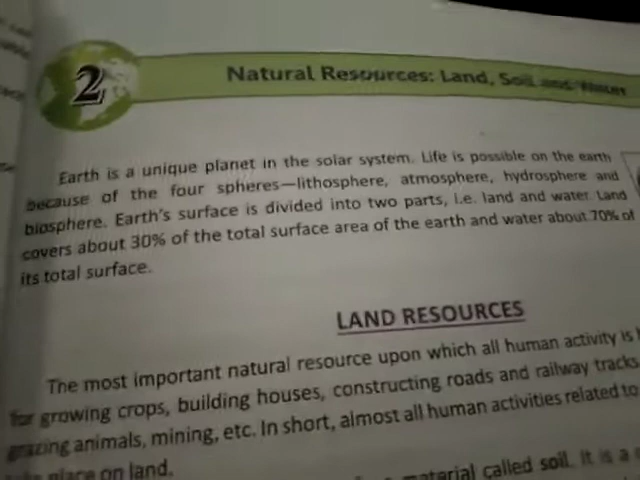 2
Natural Resources: Land, Soil and Water
Earth is a unique planet in the solar system. Life is possible on the earth
because of the four spheres—lithosphere, atmosphere, hydrosphere and
biosphere. Earth's surface is divided into two parts, i.e. land and water. Land
covers about 30% of the total surface area of the earth and water about 70% of
its total surface.
LAND RESOURCES
The most important natural resource upon which all human activity is
for growing crops, building houses, constructing roads and railway tracks
grazing animals, mining, etc. In short, almost all human activities related to
place on land.
material called soil. It is a